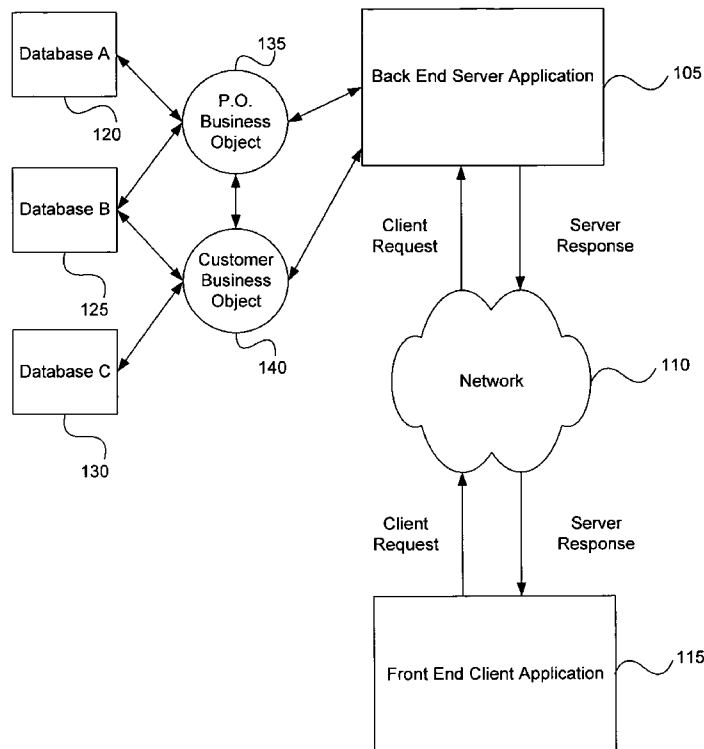 Database A
120
135
P.O.
Business
Object
Back End Server Application
105
Database B
125
Customer
Business
Object
140
Client
Request
Server
Response
Database C
130
Network
110
Client
Request
Server
Response
Front End Client Application
115